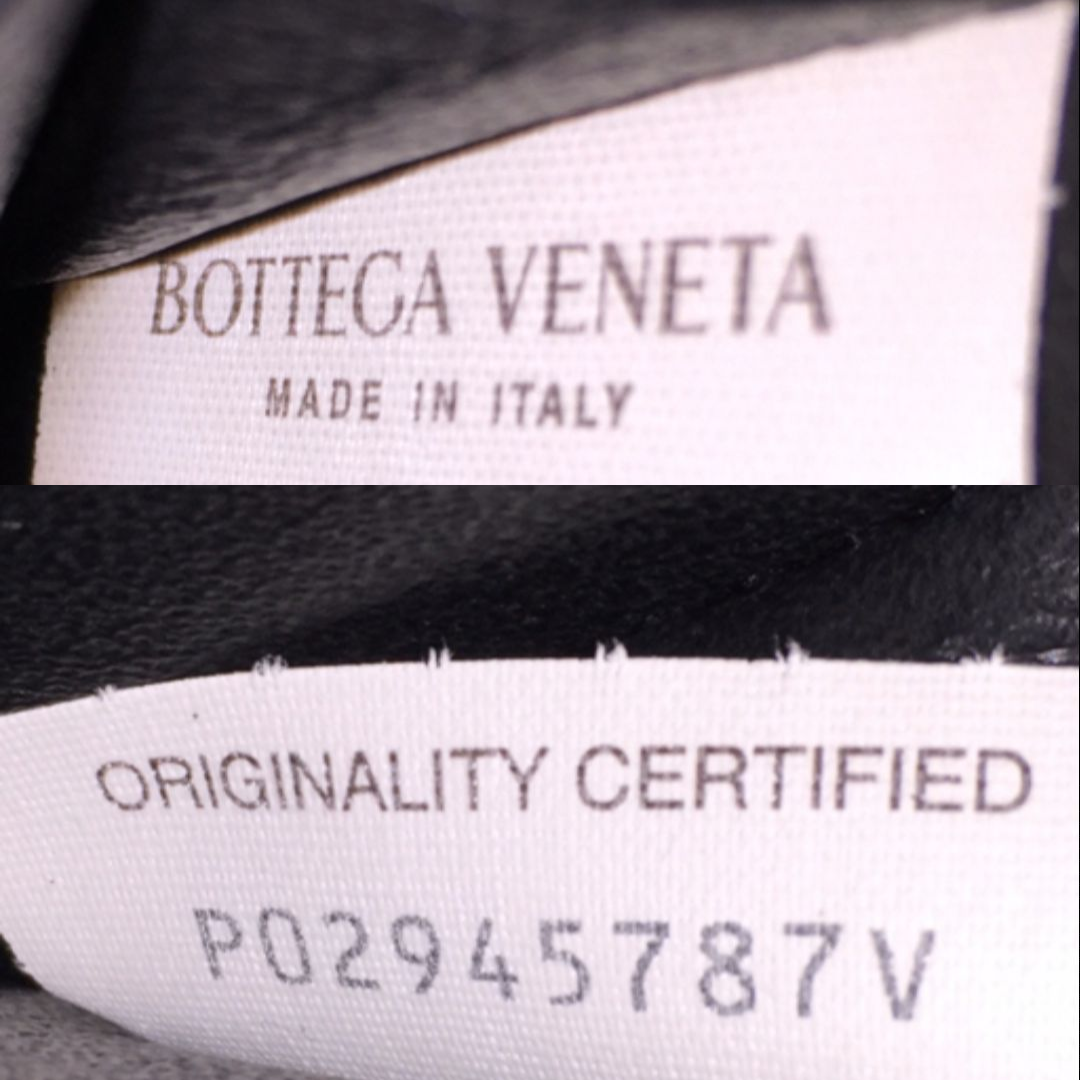 BOTTEGA VENETA
MADE IN ITALY
ORIGINALITY CERTIFIED
P02945787V